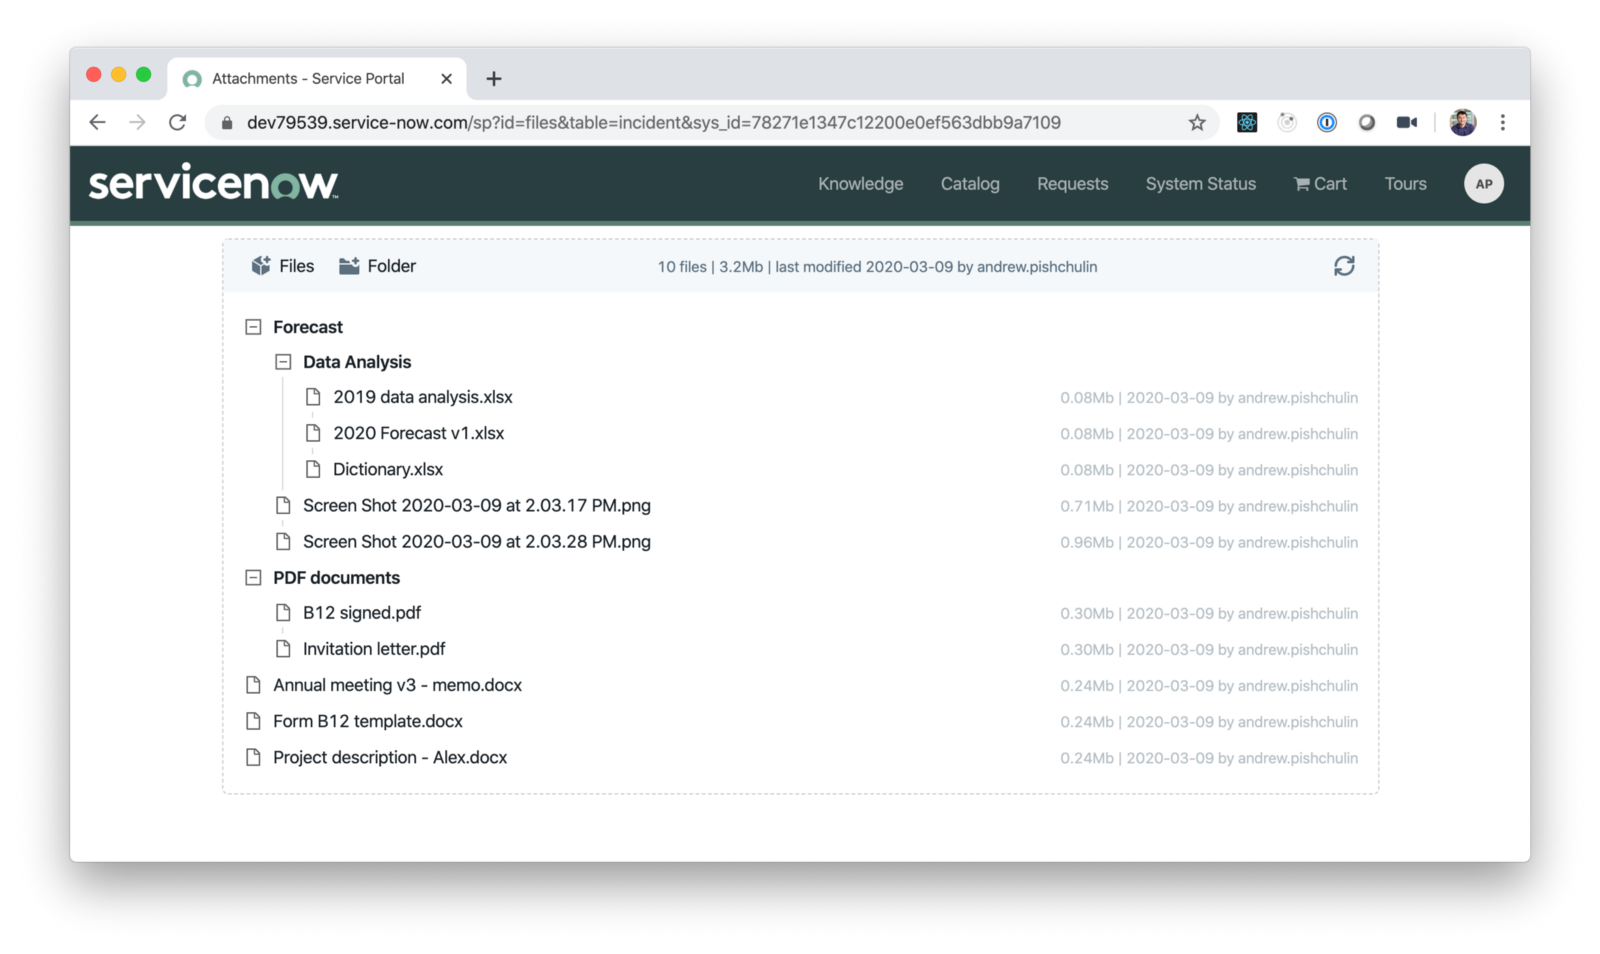 Attachments - Service Portal
dev79539.service-now.com/sp?id=files&table=incident&sys_id=78271e1347c12200e0ef563dbb9a7109
servicenow™ Knowledge Catalog Requests System Status Cart Tours AP
Files Folder 10 files | 3.2Mb | last modified 2020-03-09 by andrew.pishchulin
Forecast
Data Analysis
2019 data analysis.xlsx 0.08Mb | 2020-03-09 by andrew.pishchulin
2020 Forecast v1.xlsx 0.08Mb | 2020-03-09 by andrew.pishchulin
Dictionary.xlsx 0.08Mb | 2020-03-09 by andrew.pishchulin
Screen Shot 2020-03-09 at 2.03.17 PM.png 0.71Mb | 2020-03-09 by andrew.pishchulin
Screen Shot 2020-03-09 at 2.03.28 PM.png 0.96Mb | 2020-03-09 by andrew.pishchulin
PDF documents
B12 signed.pdf 0.30Mb | 2020-03-09 by andrew.pishchulin
Invitation letter.pdf 0.30Mb | 2020-03-09 by andrew.pishchulin
Annual meeting v3 - memo.docx 0.24Mb | 2020-03-09 by andrew.pishchulin
Form B12 template.docx 0.24Mb | 2020-03-09 by andrew.pishchulin
Project description - Alex.docx 0.24Mb | 2020-03-09 by andrew.pishchulin